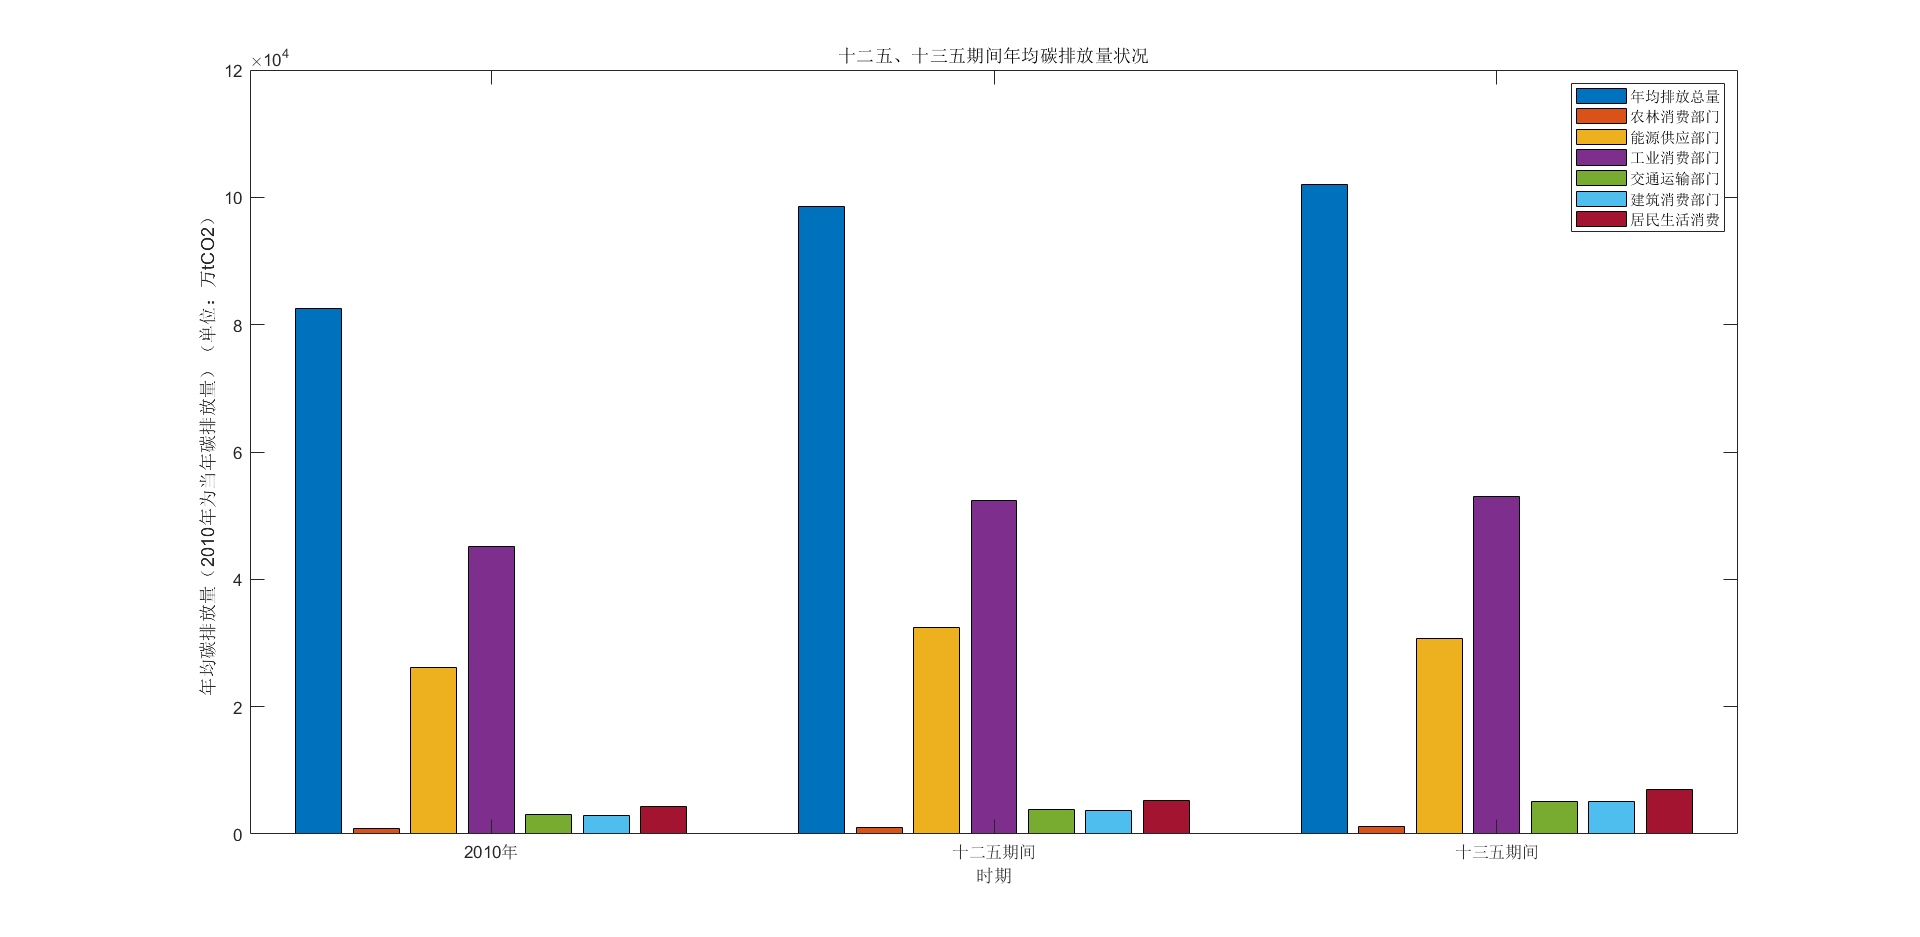 十二五、十三五期间年均碳排放量状况
×10⁴
12
10
8
6
4
2
0
年均碳排放量（2010年为当年碳排放量）（单位：万tCO2）
年均排放总量
农林消费部门
能源供应部门
工业消费部门
交通运输部门
建筑消费部门
居民生活消费
2010年
十二五期间
十三五期间
时期